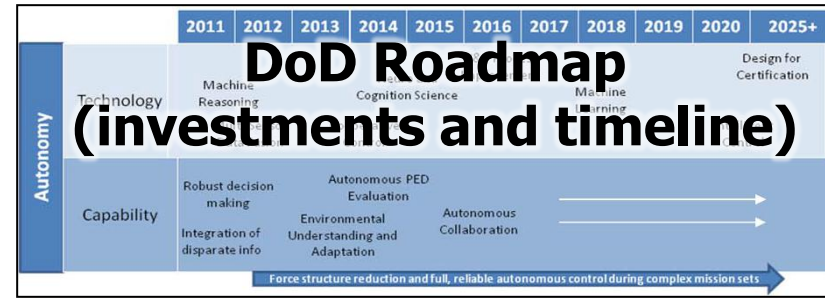 2011 2012 2013 2014 2015 2016 2017 2018 2019 2020 2025+
DoD Roadmap
(investments and timeline)
Autonomy
Technology
Machine
Reasoning
Cognition Science
Machine
Learning
Design for
Certification
Capability
Robust decision
making
Integration of
disparate info
Autonomous PED
Evaluation
Environmental
Understanding and
Adaptation
Autonomous
Collaboration
Force structure reduction and full, reliable autonomous control during complex mission sets